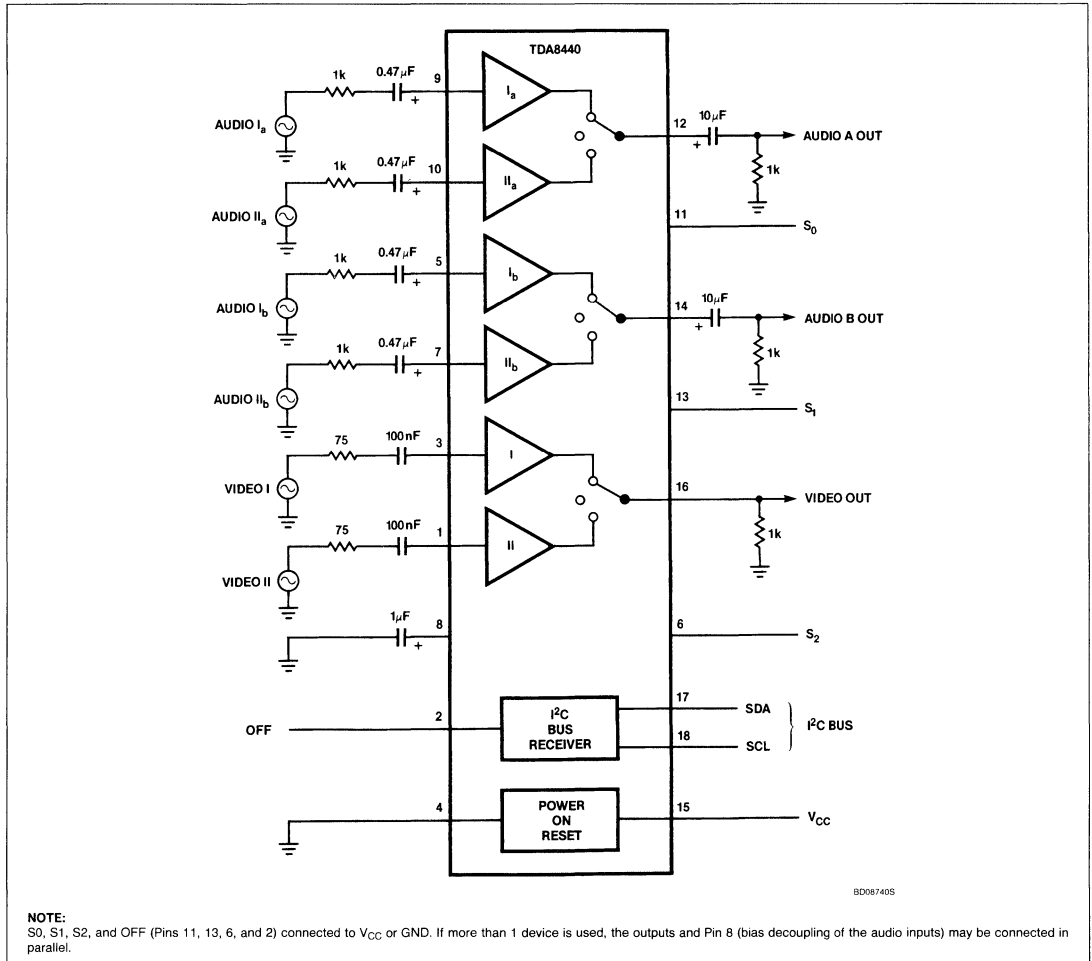 TDA8440
1k
0.47μF
9
Ia
AUDIO Ia
12
10μF
+
AUDIO A OUT
1k
1k
0.47μF
10
+
IIa
AUDIO IIa
11
S0
1k
0.47μF
5
+
Ib
AUDIO Ib
14
10μF
+
AUDIO B OUT
1k
1k
0.47μF
7
+
IIb
AUDIO IIb
13
S1
75
100nF
3
I
VIDEO I
16
VIDEO OUT
1k
75
100nF
1
II
VIDEO II
1μF
8
+
6
S2
OFF
2
I²C
BUS
RECEIVER
17
SDA
18
SCL
I²C BUS
4
POWER
ON
RESET
15
VCC
BD08740S
NOTE:
S0, S1, S2, and OFF (Pins 11, 13, 6, and 2) connected to VCC or GND. If more than 1 device is used, the outputs and Pin 8 (bias decoupling of the audio inputs) may be connected in
parallel.